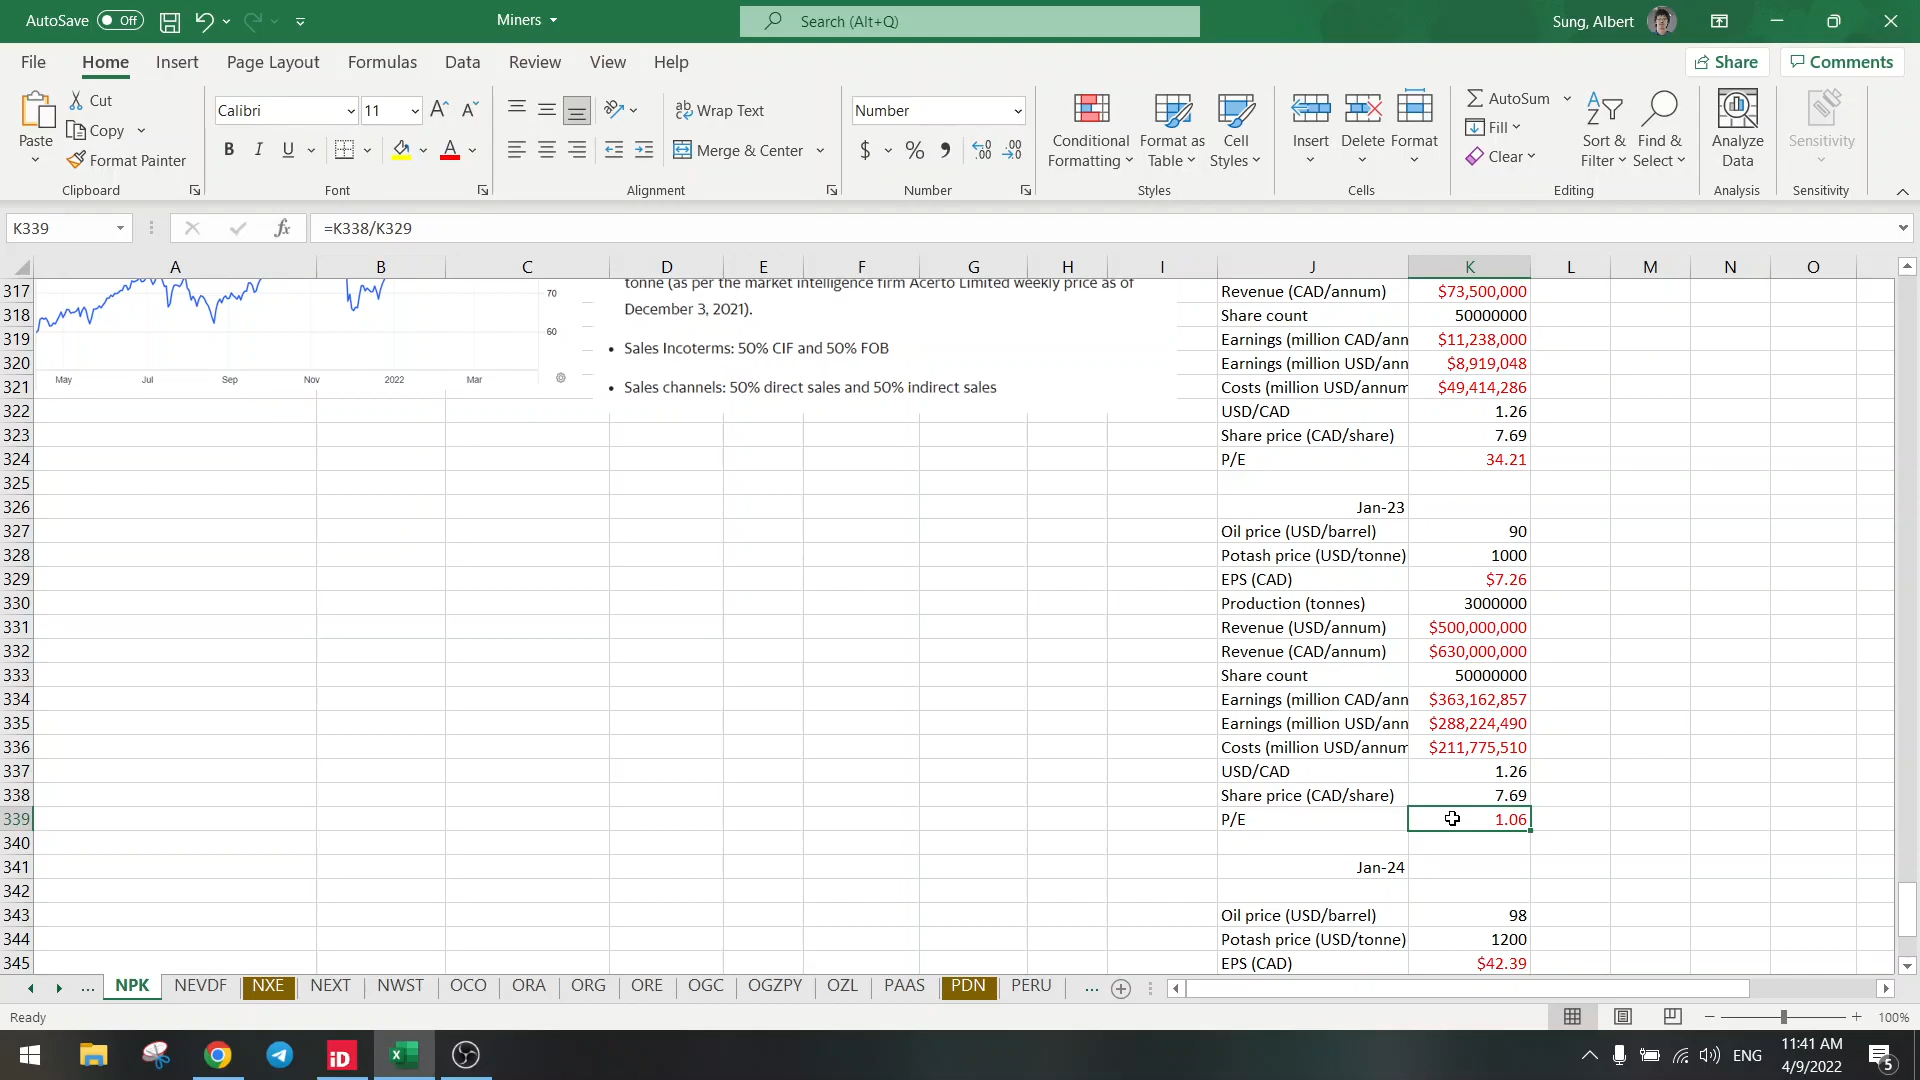 AutoSave Off Miners Search (Alt+Q) Sung, Albert
File Home Insert Page Layout Formulas Data Review View Help Share Comments
Paste Cut Copy Format Painter Clipboard
Calibri 11 B I U A Font
Wrap Text Merge & Center Alignment
Number $ % Number
Conditional Formatting Format as Table Cell Styles Styles
Insert Delete Format Cells
AutoSum Fill Clear Sort & Filter Find & Select Editing
Analyze Data Analysis
Sensitivity Sensitivity
K339 fx =K338/K329
A B C D E F G H I J K L M N O
70
60
May Jul Sep Nov 2022 Mar
tonne (as per the market intelligence firm Acerto Limited weekly price as of
December 3, 2021).
• Sales Incoterms: 50% CIF and 50% FOB
• Sales channels: 50% direct sales and 50% indirect sales
317 Revenue (CAD/annum) $73,500,000
318 Share count 50000000
319 Earnings (million CAD/ann $11,238,000
320 Earnings (million USD/ann $8,919,048
321 Costs (million USD/annum $49,414,286
322 USD/CAD 1.26
323 Share price (CAD/share) 7.69
324 P/E 34.21
325
326 Jan-23
327 Oil price (USD/barrel) 90
328 Potash price (USD/tonne) 1000
329 EPS (CAD) $7.26
330 Production (tonnes) 3000000
331 Revenue (USD/annum) $500,000,000
332 Revenue (CAD/annum) $630,000,000
333 Share count 50000000
334 Earnings (million CAD/ann $363,162,857
335 Earnings (million USD/ann $288,224,490
336 Costs (million USD/annum $211,775,510
337 USD/CAD 1.26
338 Share price (CAD/share) 7.69
339 P/E 1.06
340
341 Jan-24
342
343 Oil price (USD/barrel) 98
344 Potash price (USD/tonne) 1200
345 EPS (CAD) $42.39
... NPK NEVDF NXE NEXT NWST OCO ORA ORG ORE OGC OGZPY OZL PAAS PDN PERU ...
Ready 100%
iD ENG 11:41 AM
4/9/2022 5